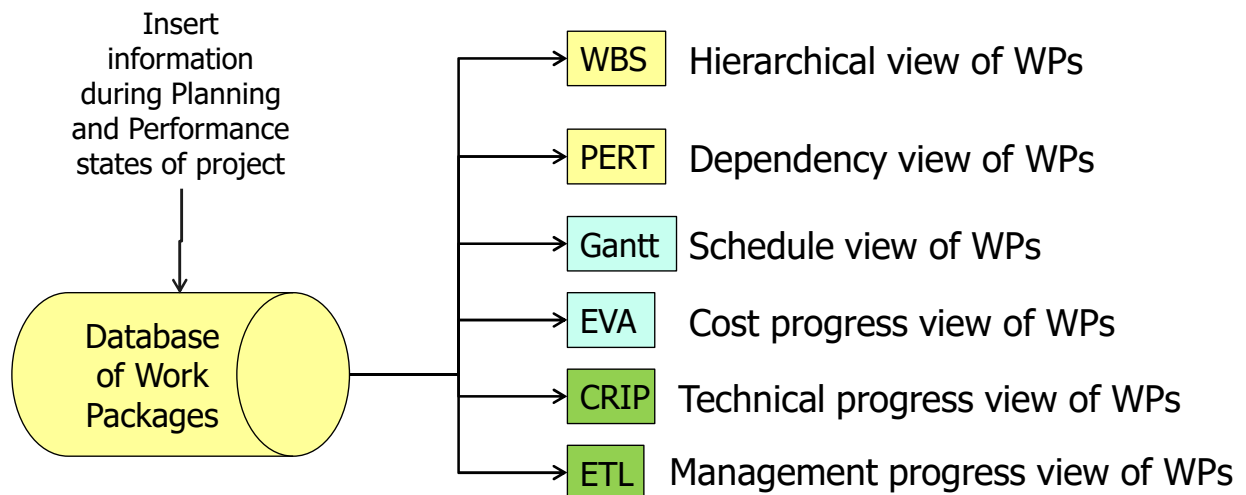 Insert
information
during Planning
and Performance
states of project
Database
of Work
Packages
WBS Hierarchical view of WPs
PERT Dependency view of WPs
Gantt Schedule view of WPs
EVA Cost progress view of WPs
CRIP Technical progress view of WPs
ETL Management progress view of WPs